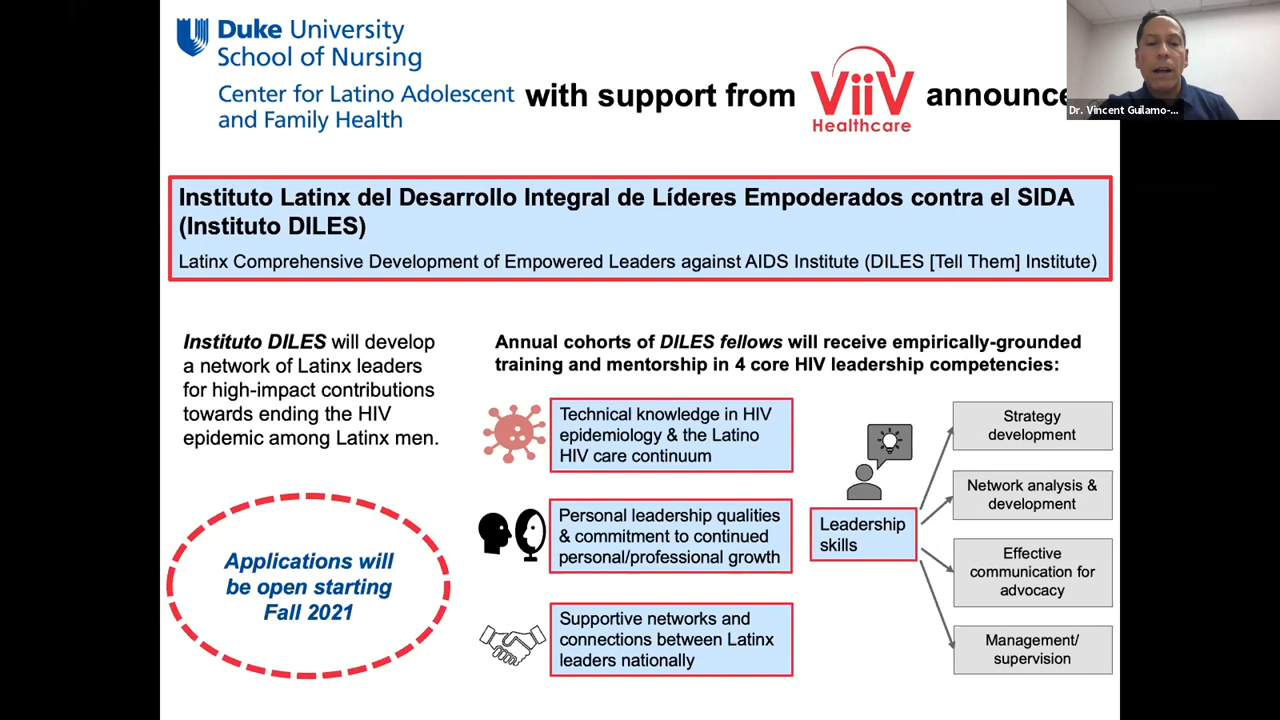 Duke University
School of Nursing
Center for Latino Adolescent
and Family Health
with support from
ViiV
Healthcare
announce
Dr. Vincent Guilamo-...
Instituto Latinx del Desarrollo Integral de Líderes Empoderados contra el SIDA
(Instituto DILES)
Latinx Comprehensive Development of Empowered Leaders against AIDS Institute (DILES [Tell Them] Institute)
Instituto DILES will develop
a network of Latinx leaders
for high-impact contributions
towards ending the HIV
epidemic among Latinx men.
Applications will
be open starting
Fall 2021
Annual cohorts of DILES fellows will receive empirically-grounded
training and mentorship in 4 core HIV leadership competencies:
Technical knowledge in HIV
epidemiology & the Latino
HIV care continuum
Personal leadership qualities
& commitment to continued
personal/professional growth
Supportive networks and
connections between Latinx
leaders nationally
Leadership
skills
Strategy
development
Network analysis &
development
Effective
communication for
advocacy
Management/
supervision